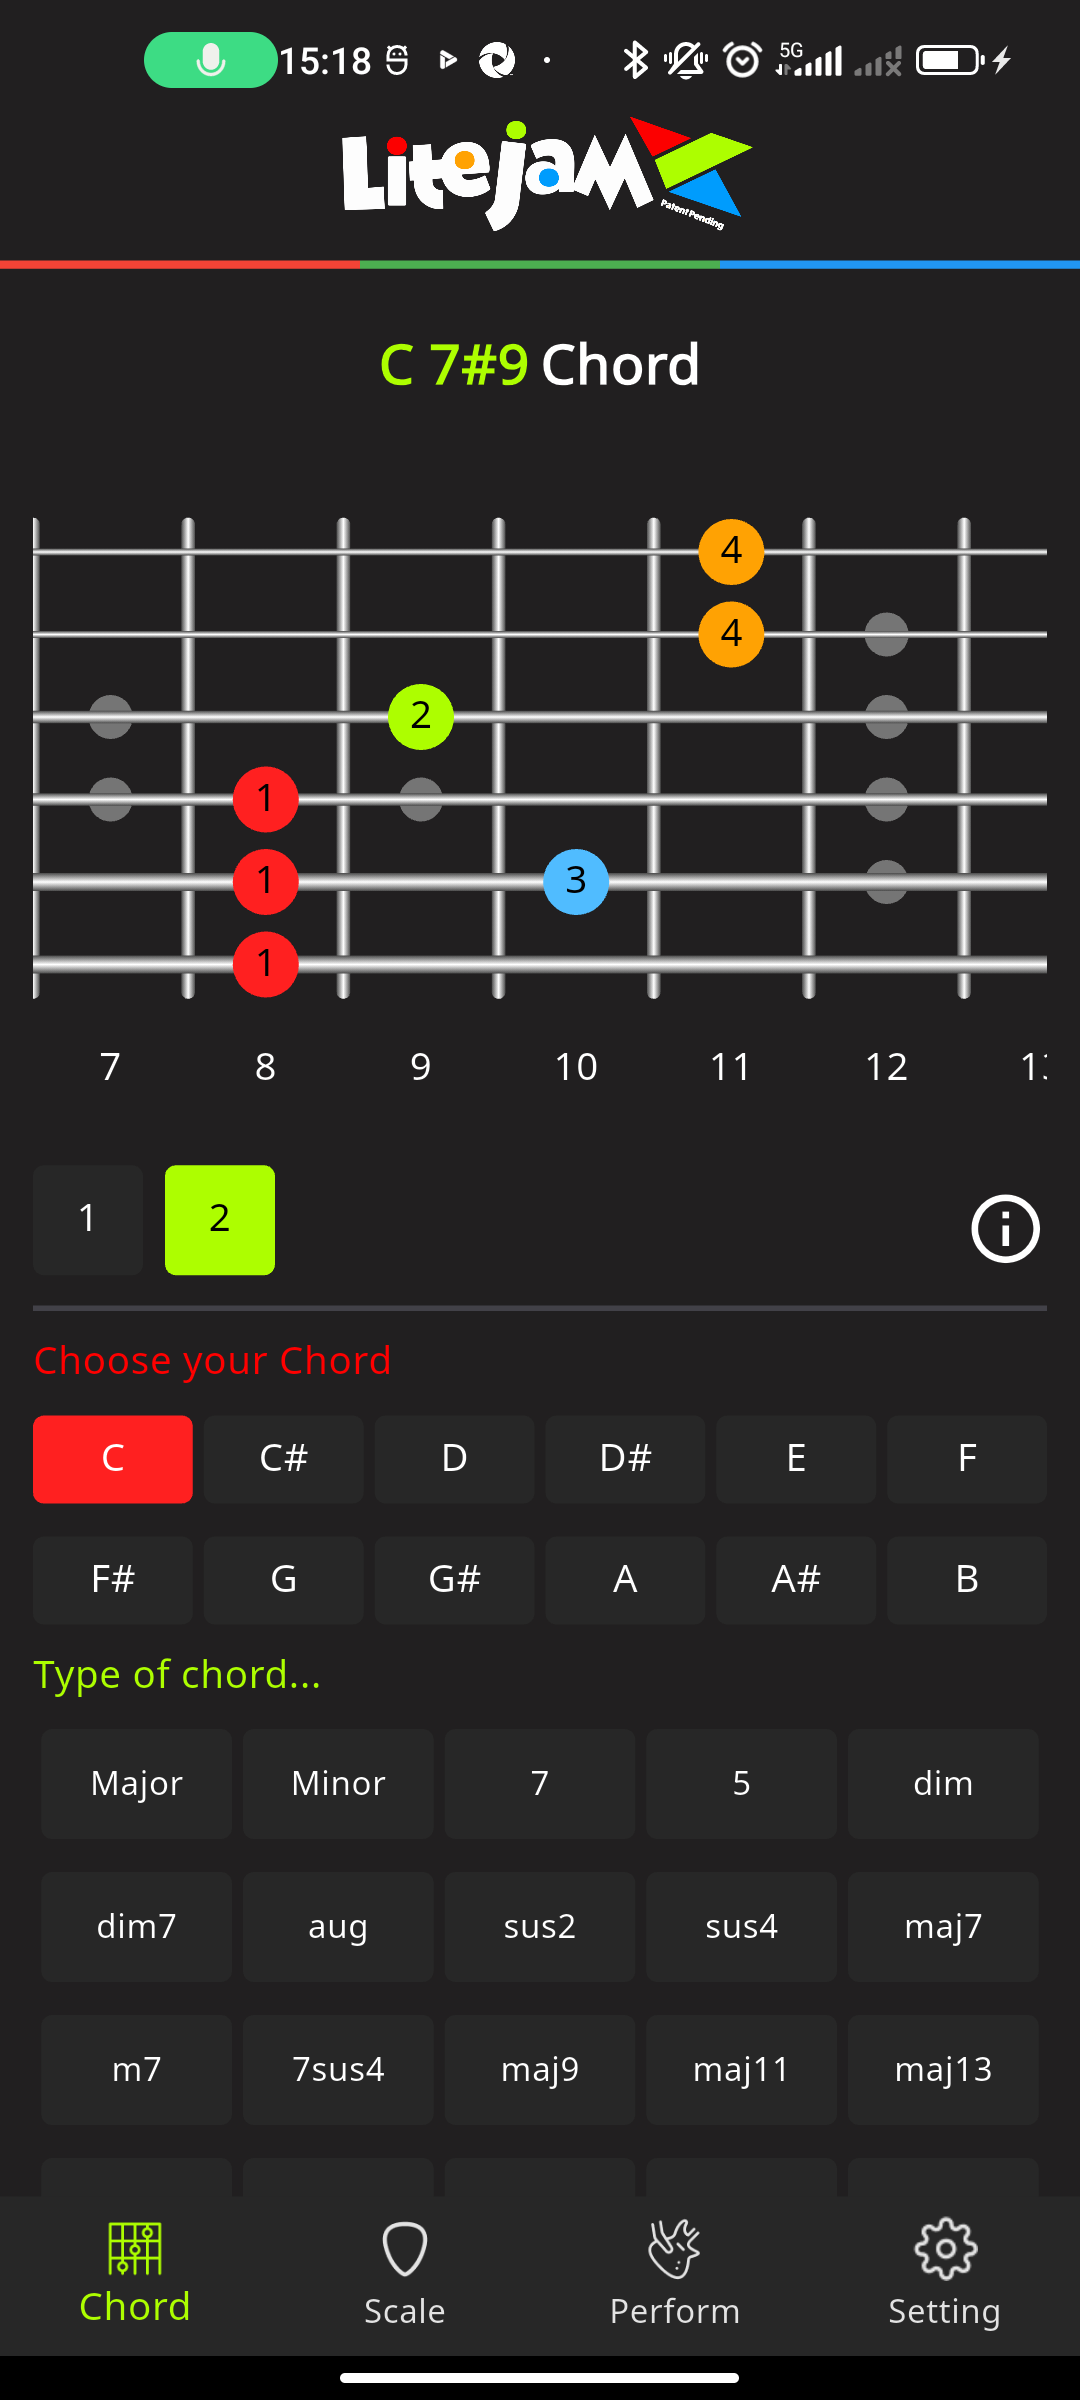 15:18
5G
Litejam
Patent Pending
C 7#9 Chord
4
4
2
1
1 3
1
7 8 9 10 11 12
1 2
Choose your Chord
C C# D D# E F
F# G G# A A# B
Type of chord...
Major Minor 7 5 dim
dim7 aug sus2 sus4 maj7
m7 7sus4 maj9 maj11 maj13
Chord Scale Perform Setting